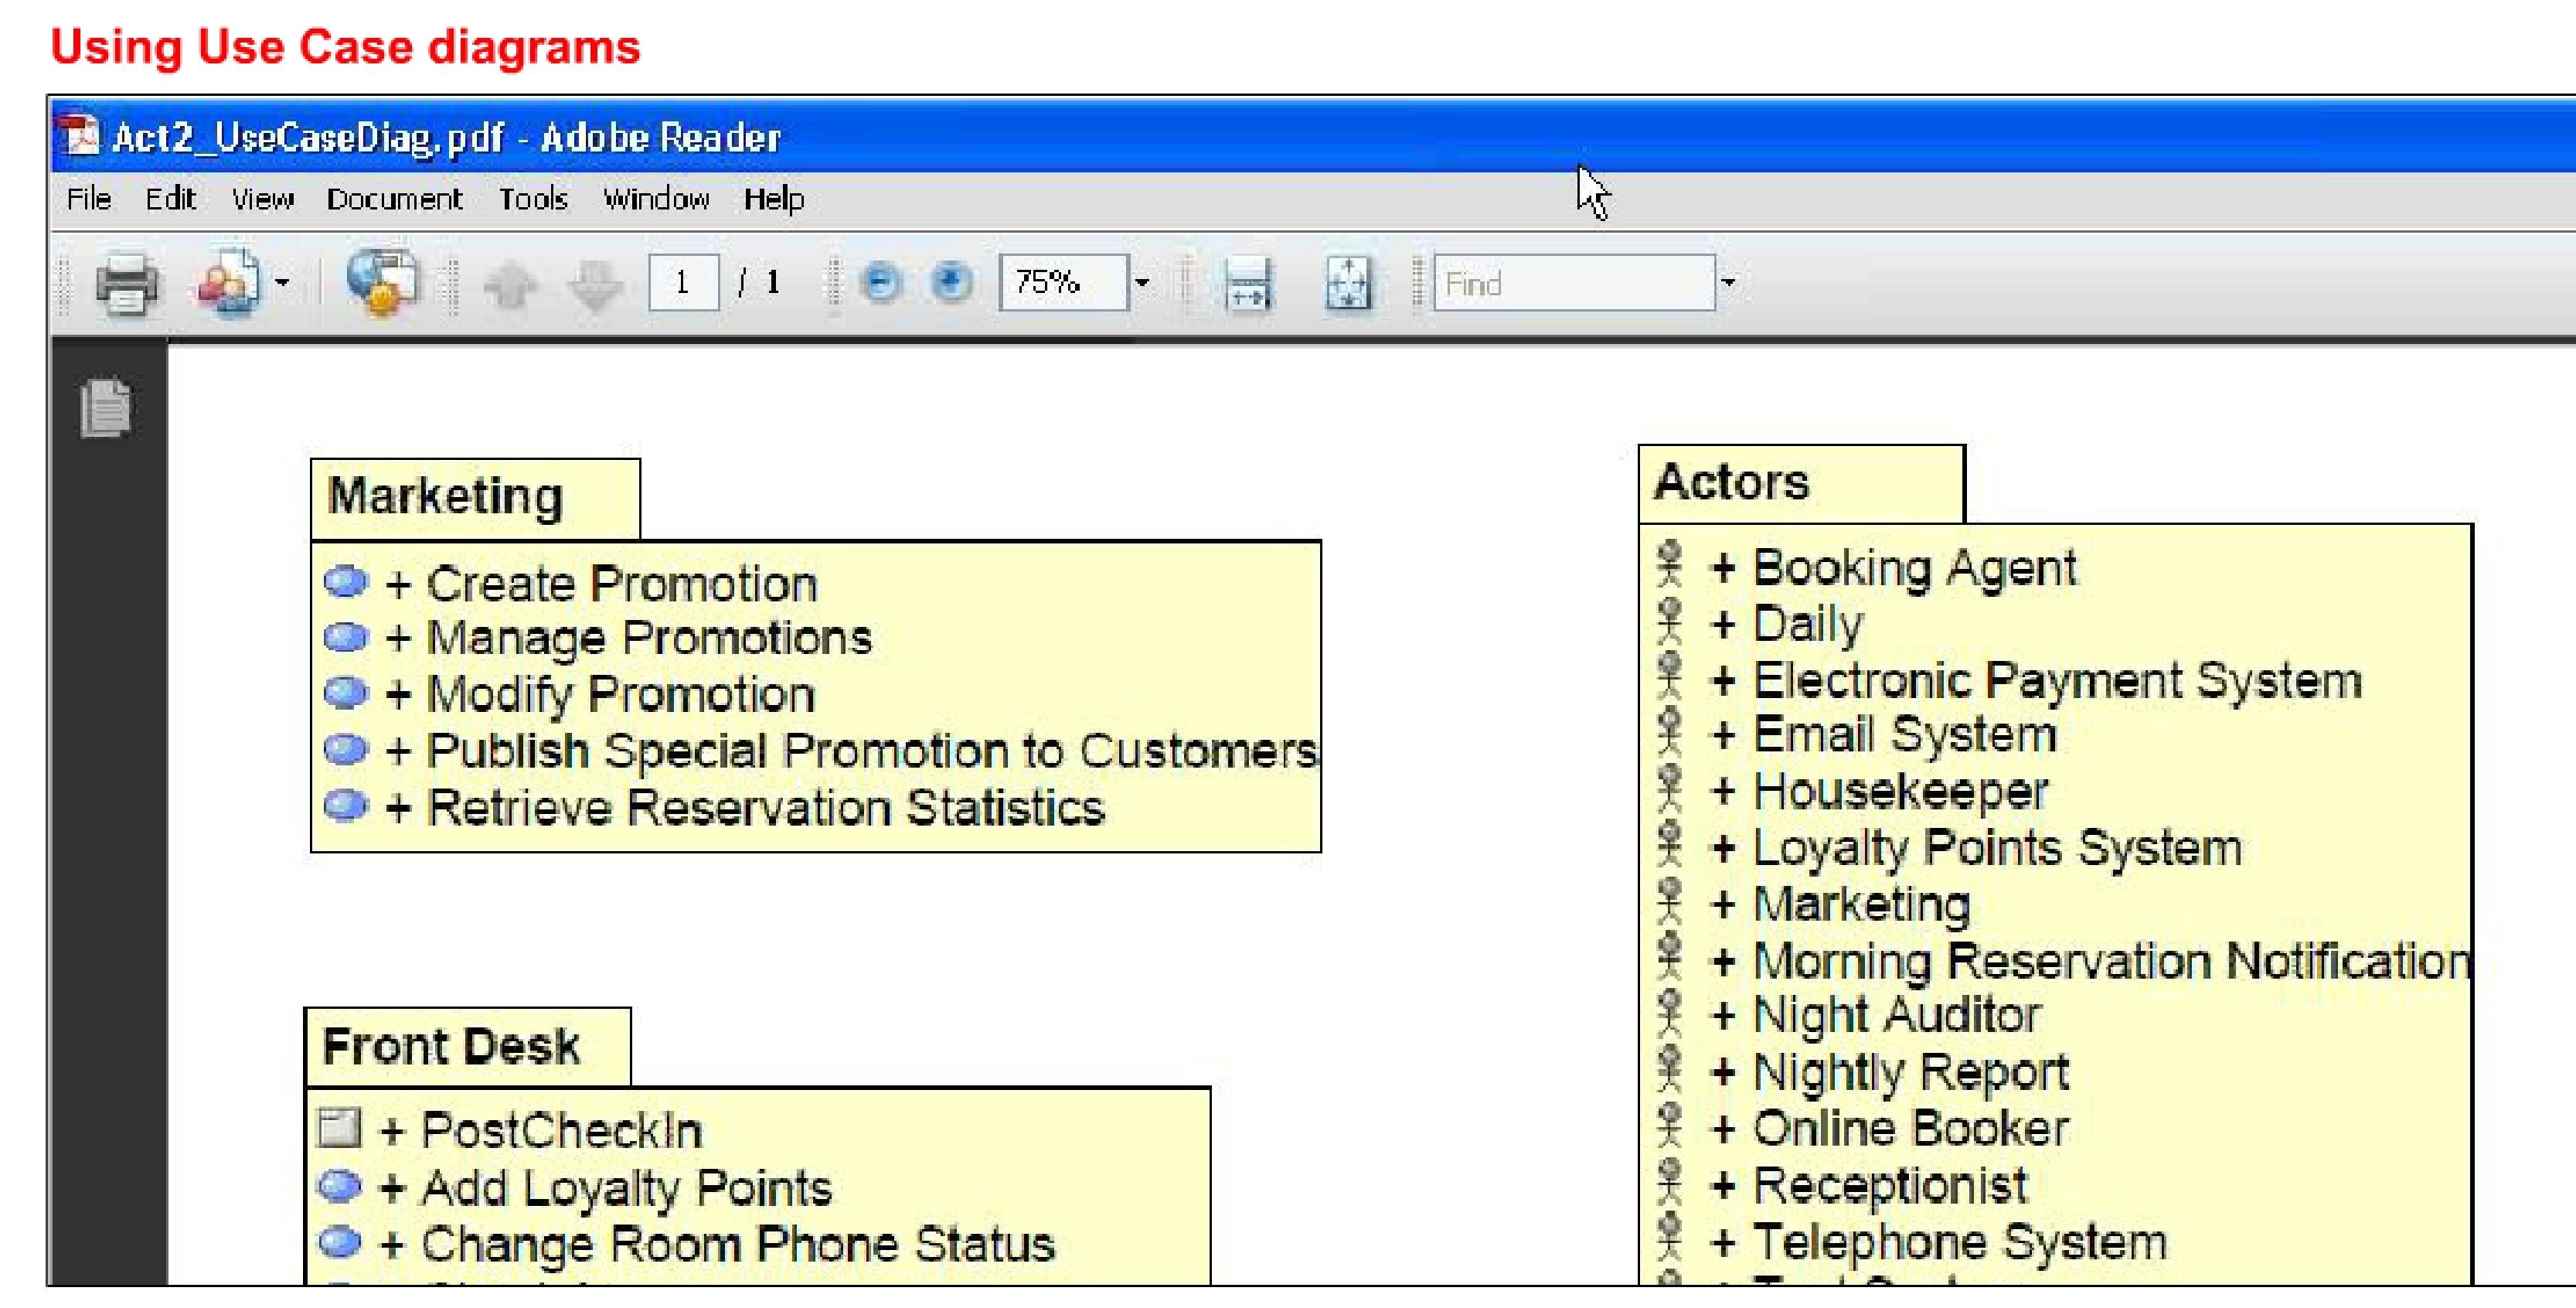 Using Use Case diagrams
Act2_UseCaseDiag.pdf - Adobe Reader
File Edit View Document Tools Window Help
1 / 1 75% Find
Marketing
+ Create Promotion
+ Manage Promotions
+ Modify Promotion
+ Publish Special Promotion to Customers
+ Retrieve Reservation Statistics
Front Desk
+ PostCheckIn
+ Add Loyalty Points
+ Change Room Phone Status
Actors
+ Booking Agent
+ Daily
+ Electronic Payment System
+ Email System
+ Housekeeper
+ Loyalty Points System
+ Marketing
+ Morning Reservation Notification
+ Night Auditor
+ Nightly Report
+ Online Booker
+ Receptionist
+ Telephone System